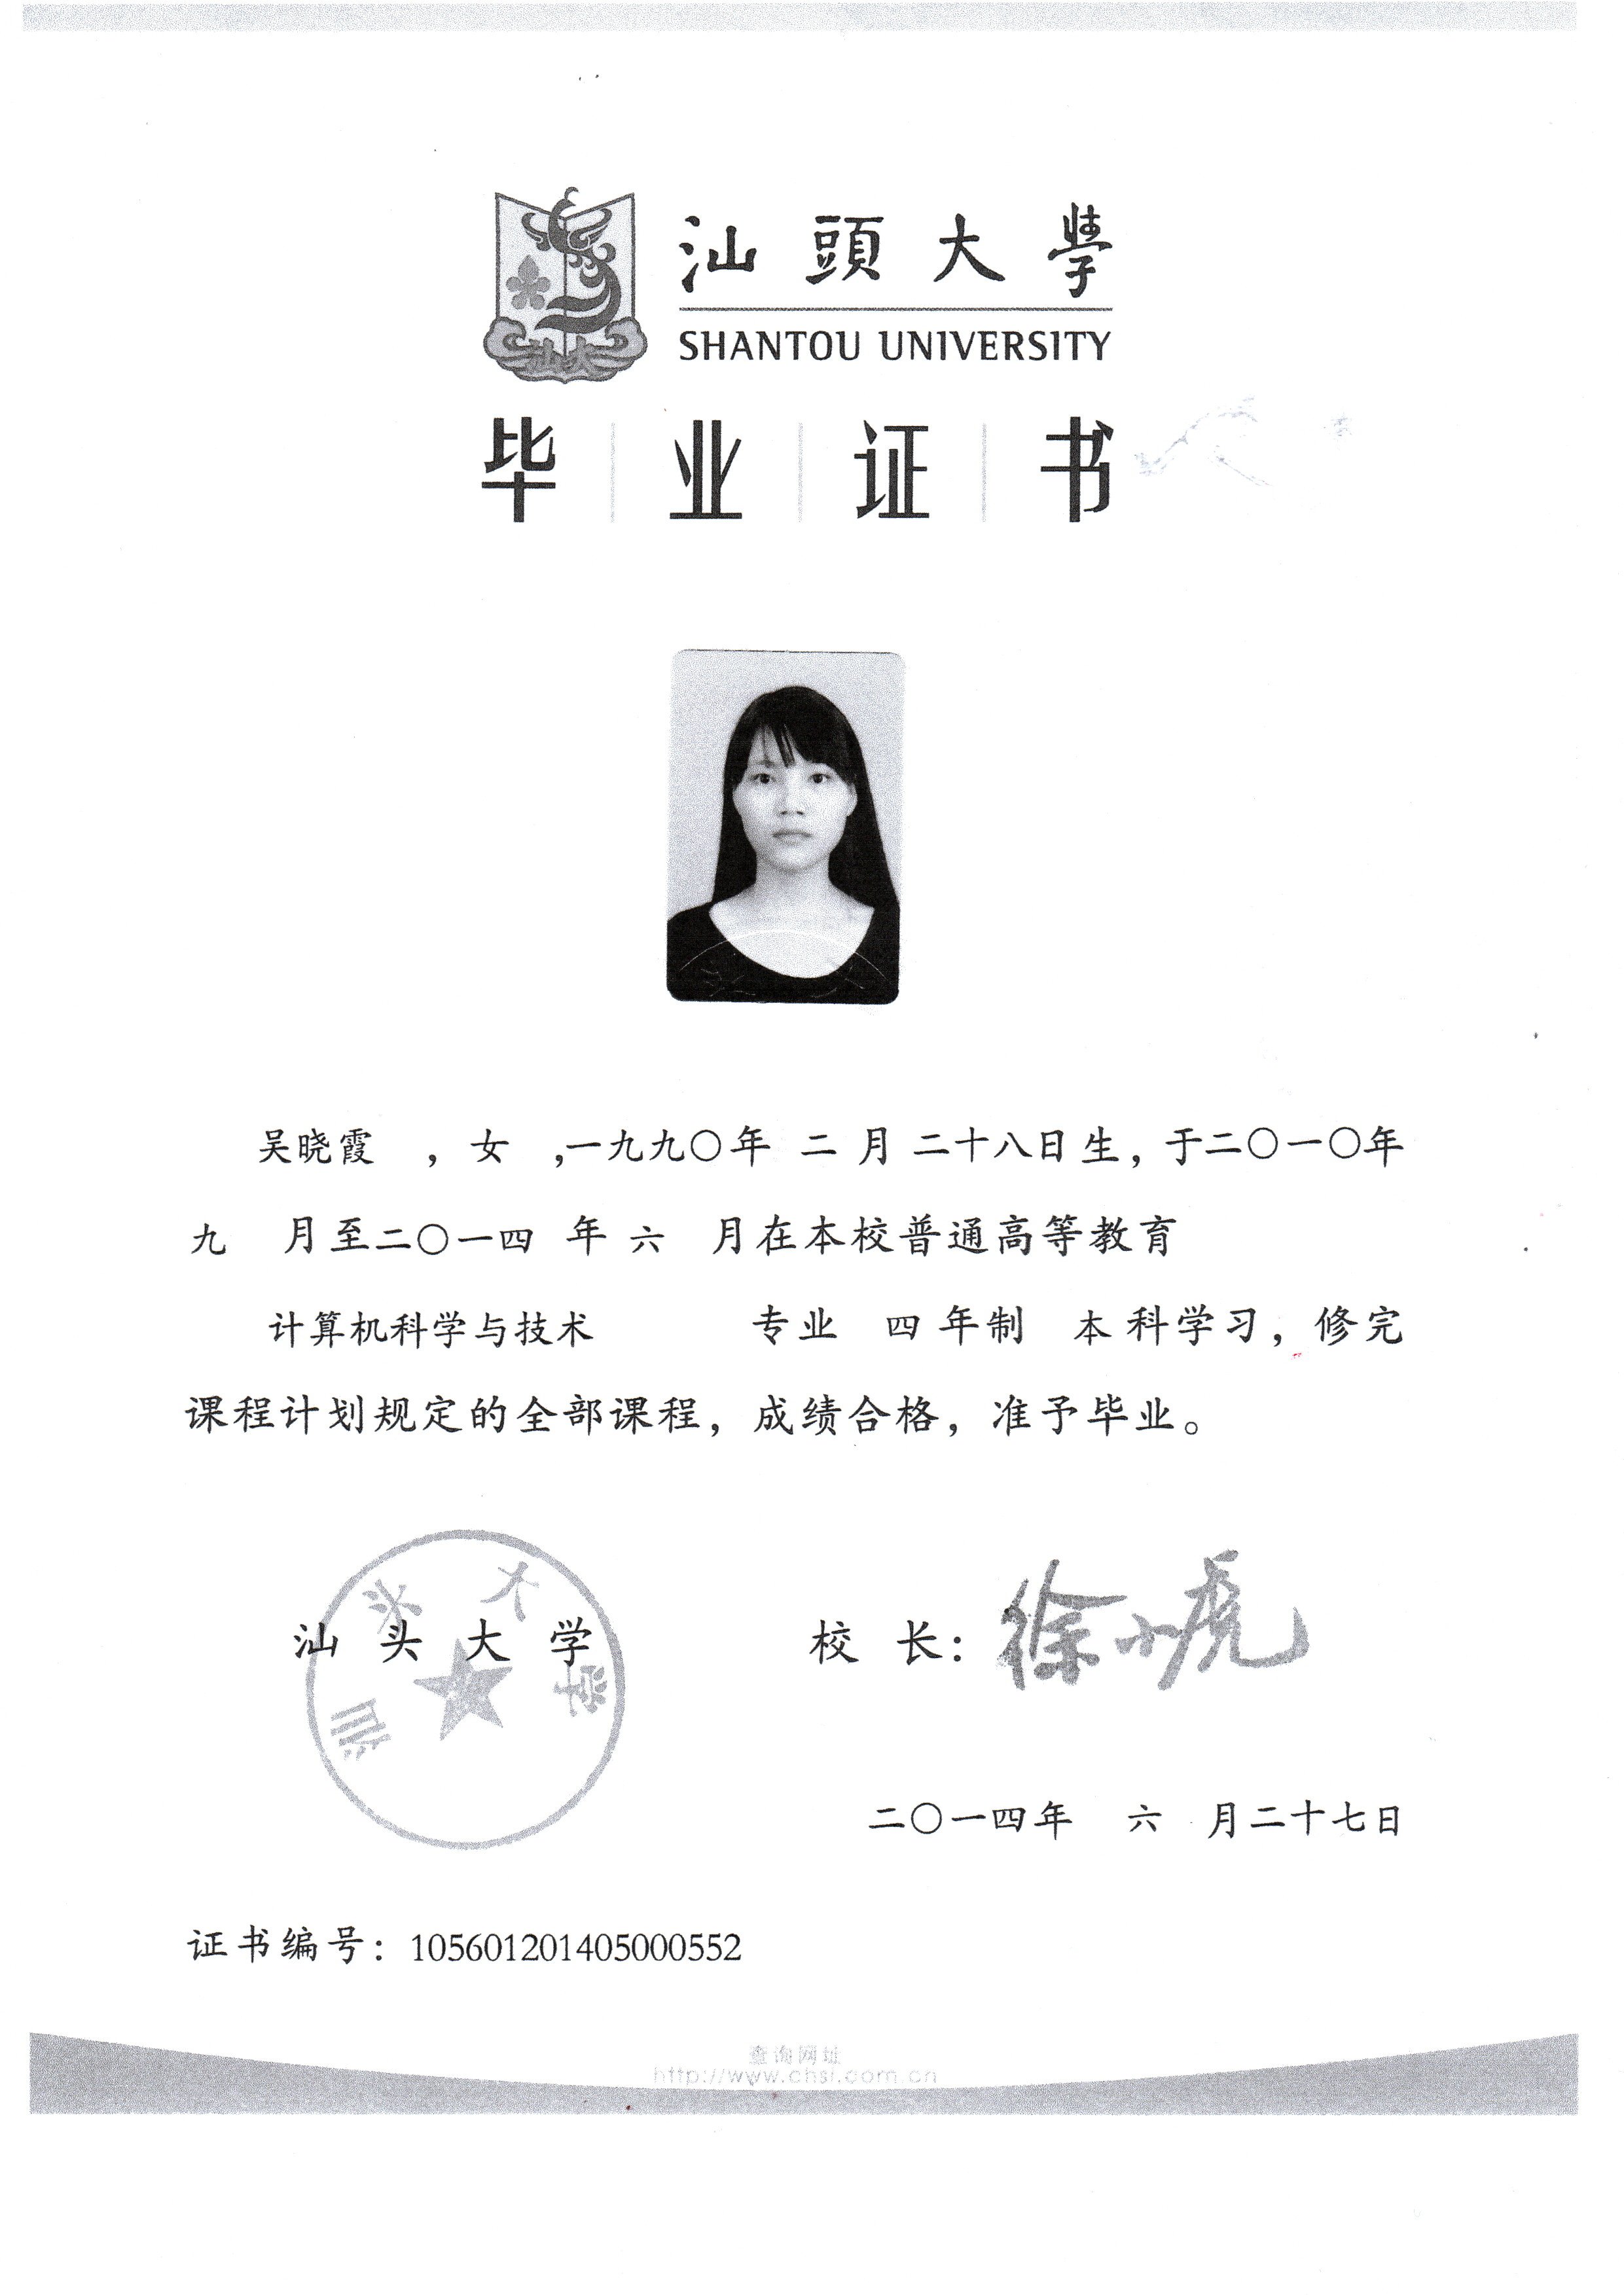 汕大
汕頭大學
SHANTOU UNIVERSITY
毕业证书
吴晓霞 , 女 ,一九九〇年 二 月 二十八日生, 于二〇一〇年
九 月至二〇一四 年 六 月在本校普通高等教育
计算机科学与技术 专业 四 年制 本科学习, 修完
课程计划规定的全部课程, 成绩合格, 准予毕业。
汕头大学
汕 头 大 学 校 长: 徐小虎
二〇一四年 六 月二十七日
证书编号: 105601201405000552
查询网址
http://www.chsi.com.cn